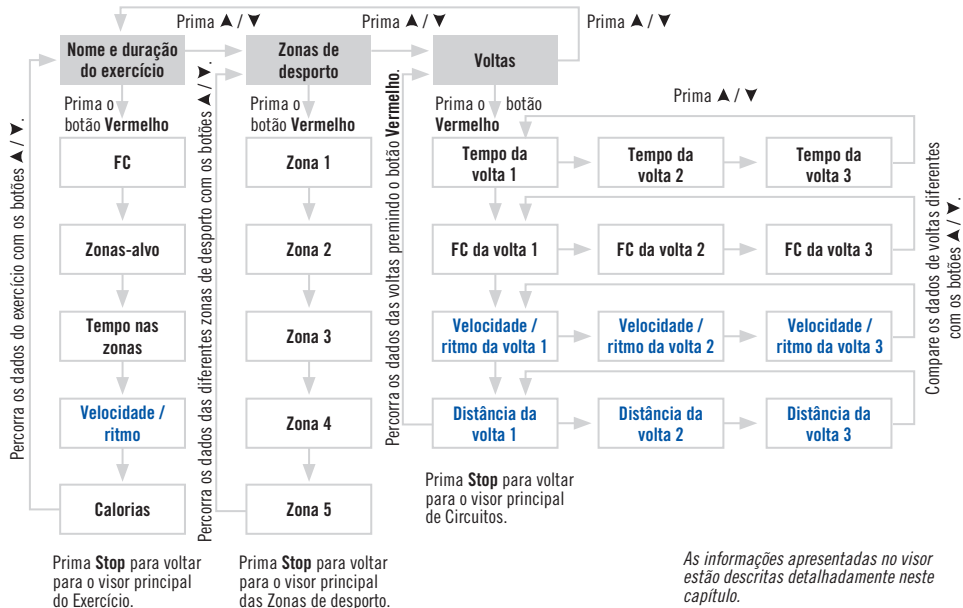 Prima ▲ / ▼
Prima ▲ / ▼
Prima ▲ / ▼
Nome e duração
do exercício
Zonas de
desporto
Voltas
Percorra os dados do exercício com os botões ▲ / ▼.
Prima o
botão Vermelho
FC
Zonas-alvo
Tempo nas
zonas
Velocidade /
ritmo
Calorias
Prima Stop para voltar
para o visor principal
do Exercício.
Percorra os dados das diferentes zonas de desporto com os botões ▲ / ▼.
Prima o
botão Vermelho
Zona 1
Zona 2
Zona 3
Zona 4
Zona 5
Prima Stop para voltar
para o visor principal
das Zonas de desporto.
Percorra os dados das voltas premindo o botão Vermelho.
Prima o botão
Vermelho
Prima ▲ / ▼
Tempo da
volta 1
Tempo da
volta 2
Tempo da
volta 3
FC da volta 1
FC da volta 2
FC da volta 3
Velocidade /
ritmo da volta 1
Velocidade /
ritmo da volta 2
Velocidade /
ritmo da volta 3
Distância da
volta 1
Distância da
volta 2
Distância da
volta 3
Compare os dados de voltas diferentes
com os botões ▲ / ▼.
Prima Stop para voltar
para o visor principal
de Circuitos.
As informações apresentadas no visor
estão descritas detalhadamente neste
capítulo.